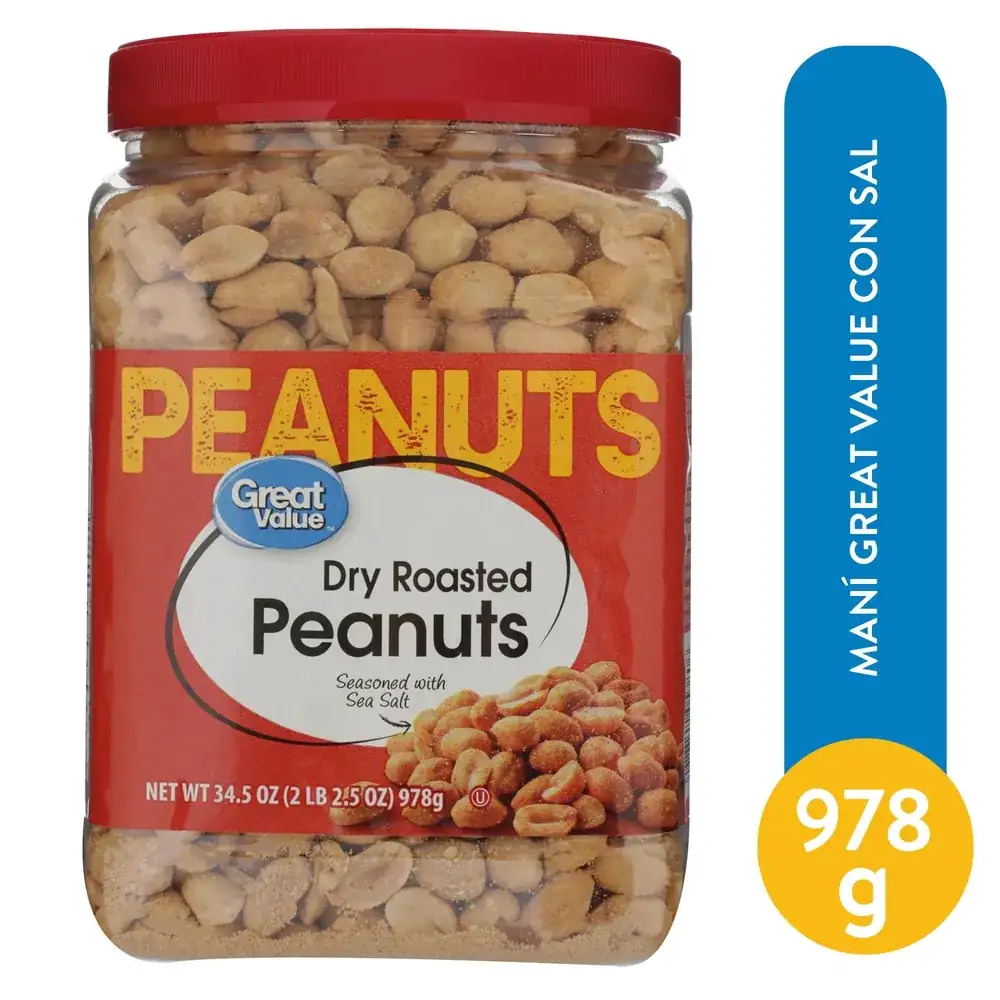 PEANUTS
Great
Value™
Dry Roasted
Peanuts
Seasoned with
Sea Salt
NET WT 34.5 OZ (2 LB 2.5 OZ) 978g
U
MANÍ GREAT VALUE CON SAL
978
g